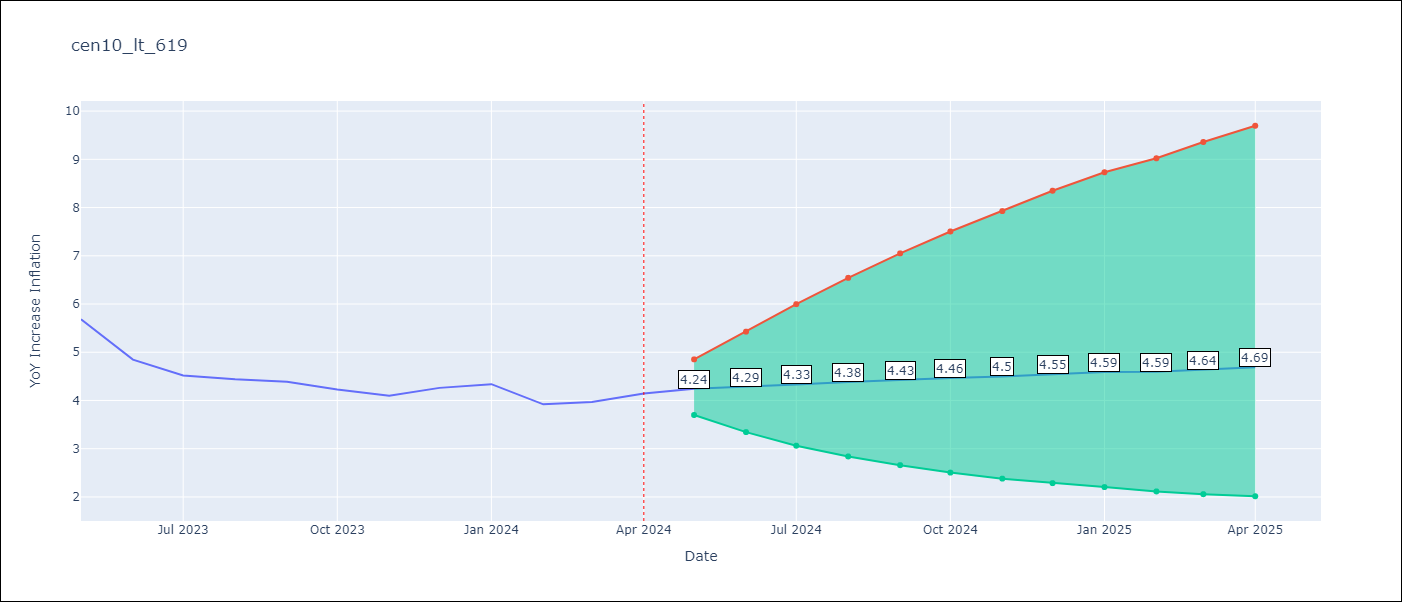 cen10_lt_619
YoY Increase Inflation
10
9
8
7
6
5
4
3
2
4.24
4.29
4.33
4.38
4.43
4.46
4.5
4.55
4.59
4.59
4.64
4.69
Jul 2023
Oct 2023
Jan 2024
Apr 2024
Jul 2024
Oct 2024
Jan 2025
Apr 2025
Date